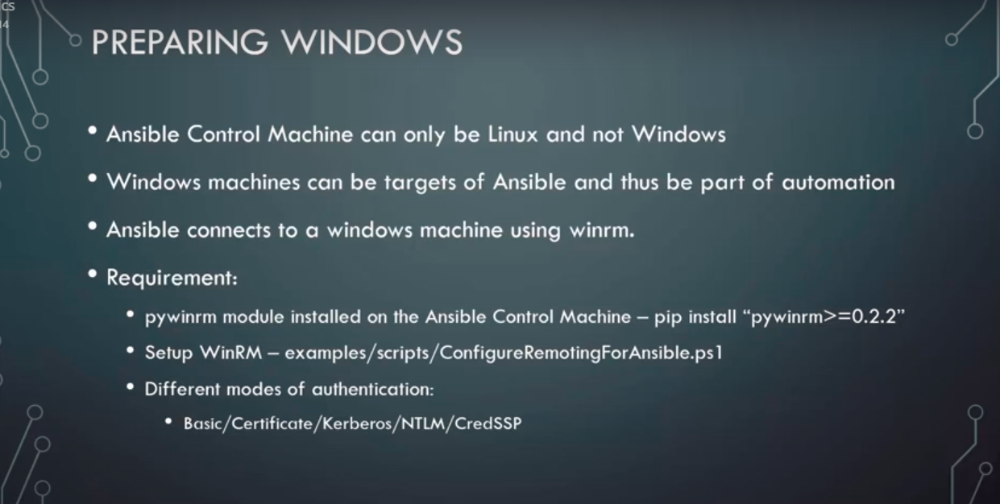 cs
14
PREPARING WINDOWS
• Ansible Control Machine can only be Linux and not Windows
• Windows machines can be targets of Ansible and thus be part of automation
• Ansible connects to a windows machine using winrm.
• Requirement:
• pywinrm module installed on the Ansible Control Machine – pip install “pywinrm>=0.2.2”
• Setup WinRM – examples/scripts/ConfigureRemotingForAnsible.ps1
• Different modes of authentication:
• Basic/Certificate/Kerberos/NTLM/CredSSP